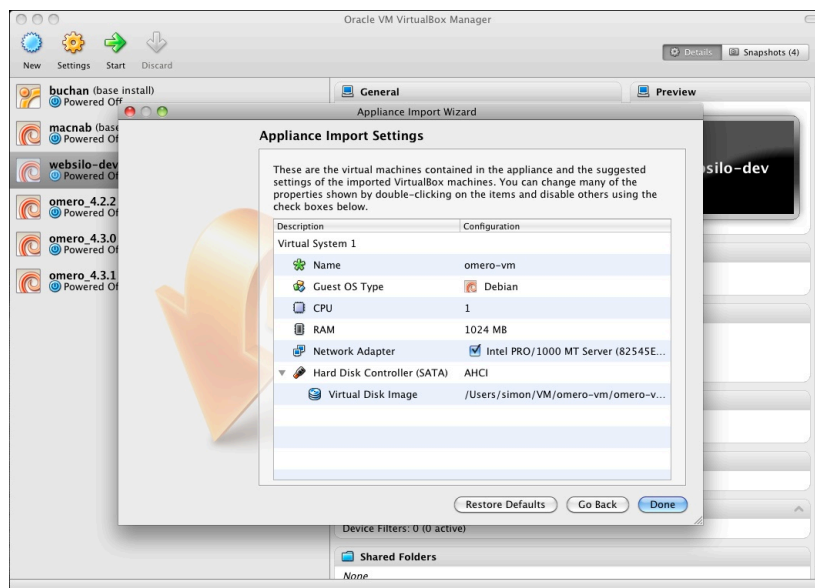 Oracle VM VirtualBox Manager
New
Settings
Start
Discard
Details
Snapshots (4)
buchan (base install)
Powered Off
macnab (base
Powered Of
websilo-dev
Powered Of
omero_4.2.2
Powered Of
omero_4.3.0
Powered Of
omero_4.3.1
Powered Of
General
Preview
silo-dev
Appliance Import Wizard
Appliance Import Settings
These are the virtual machines contained in the appliance and the suggested
settings of the imported VirtualBox machines. You can change many of the
properties shown by double-clicking on the items and disable others using the
check boxes below.
Description Configuration
Virtual System 1
Name omero-vm
Guest OS Type Debian
CPU 1
RAM 1024 MB
Network Adapter Intel PRO/1000 MT Server (82545E...
Hard Disk Controller (SATA) AHCI
Virtual Disk Image /Users/simon/VM/omero-vm/omero-v...
Restore Defaults
Go Back
Done
Device Filters: 0 (0 active)
Shared Folders
None